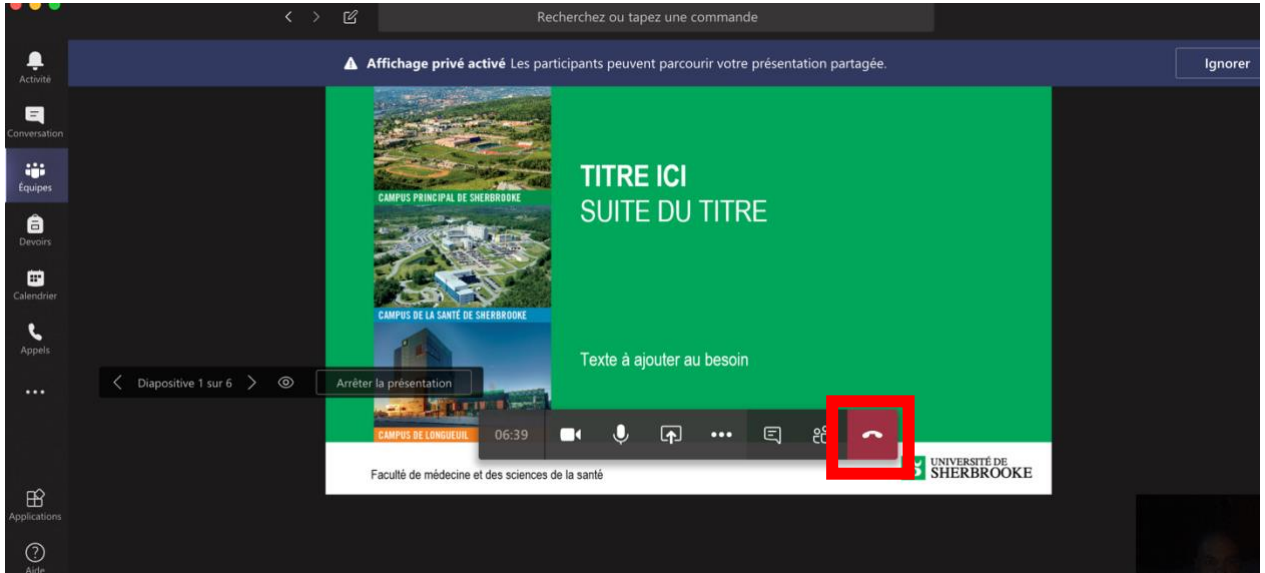 Recherchez ou tapez une commande
Affichage privé activé Les participants peuvent parcourir votre présentation partagée.
Ignorer
Activité
Conversation
Équipes
Devoirs
Calendrier
Appels
Applications
Aide
CAMPUS PRINCIPAL DE SHERBROOKE
CAMPUS DE LA SANTÉ DE SHERBROOKE
CAMPUS DE LONGUEUIL
TITRE ICI
SUITE DU TITRE
Texte à ajouter au besoin
Diapositive 1 sur 6
Arrêter la présentation
06:39
Faculté de médecine et des sciences de la santé
UNIVERSITÉ DE
SHERBROOKE